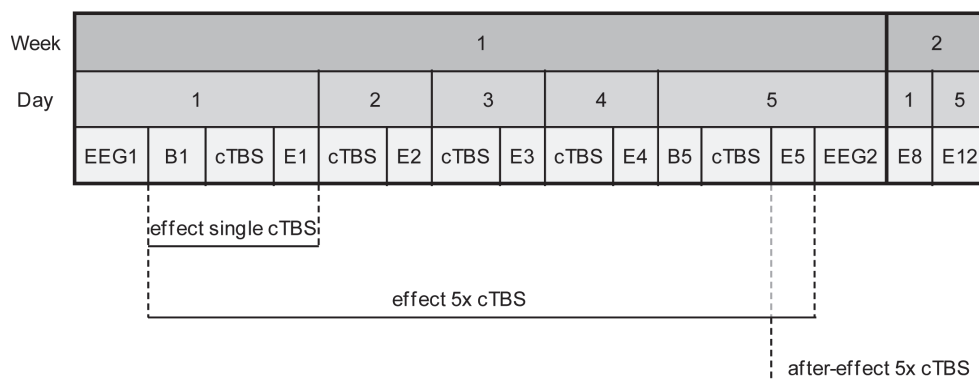 Week 1 2
Day 1 2 3 4 5 1 5
EEG1 B1 cTBS E1 cTBS E2 cTBS E3 cTBS E4 B5 cTBS E5 EEG2 E8 E12
effect single cTBS
effect 5x cTBS
after-effect 5x cTBS